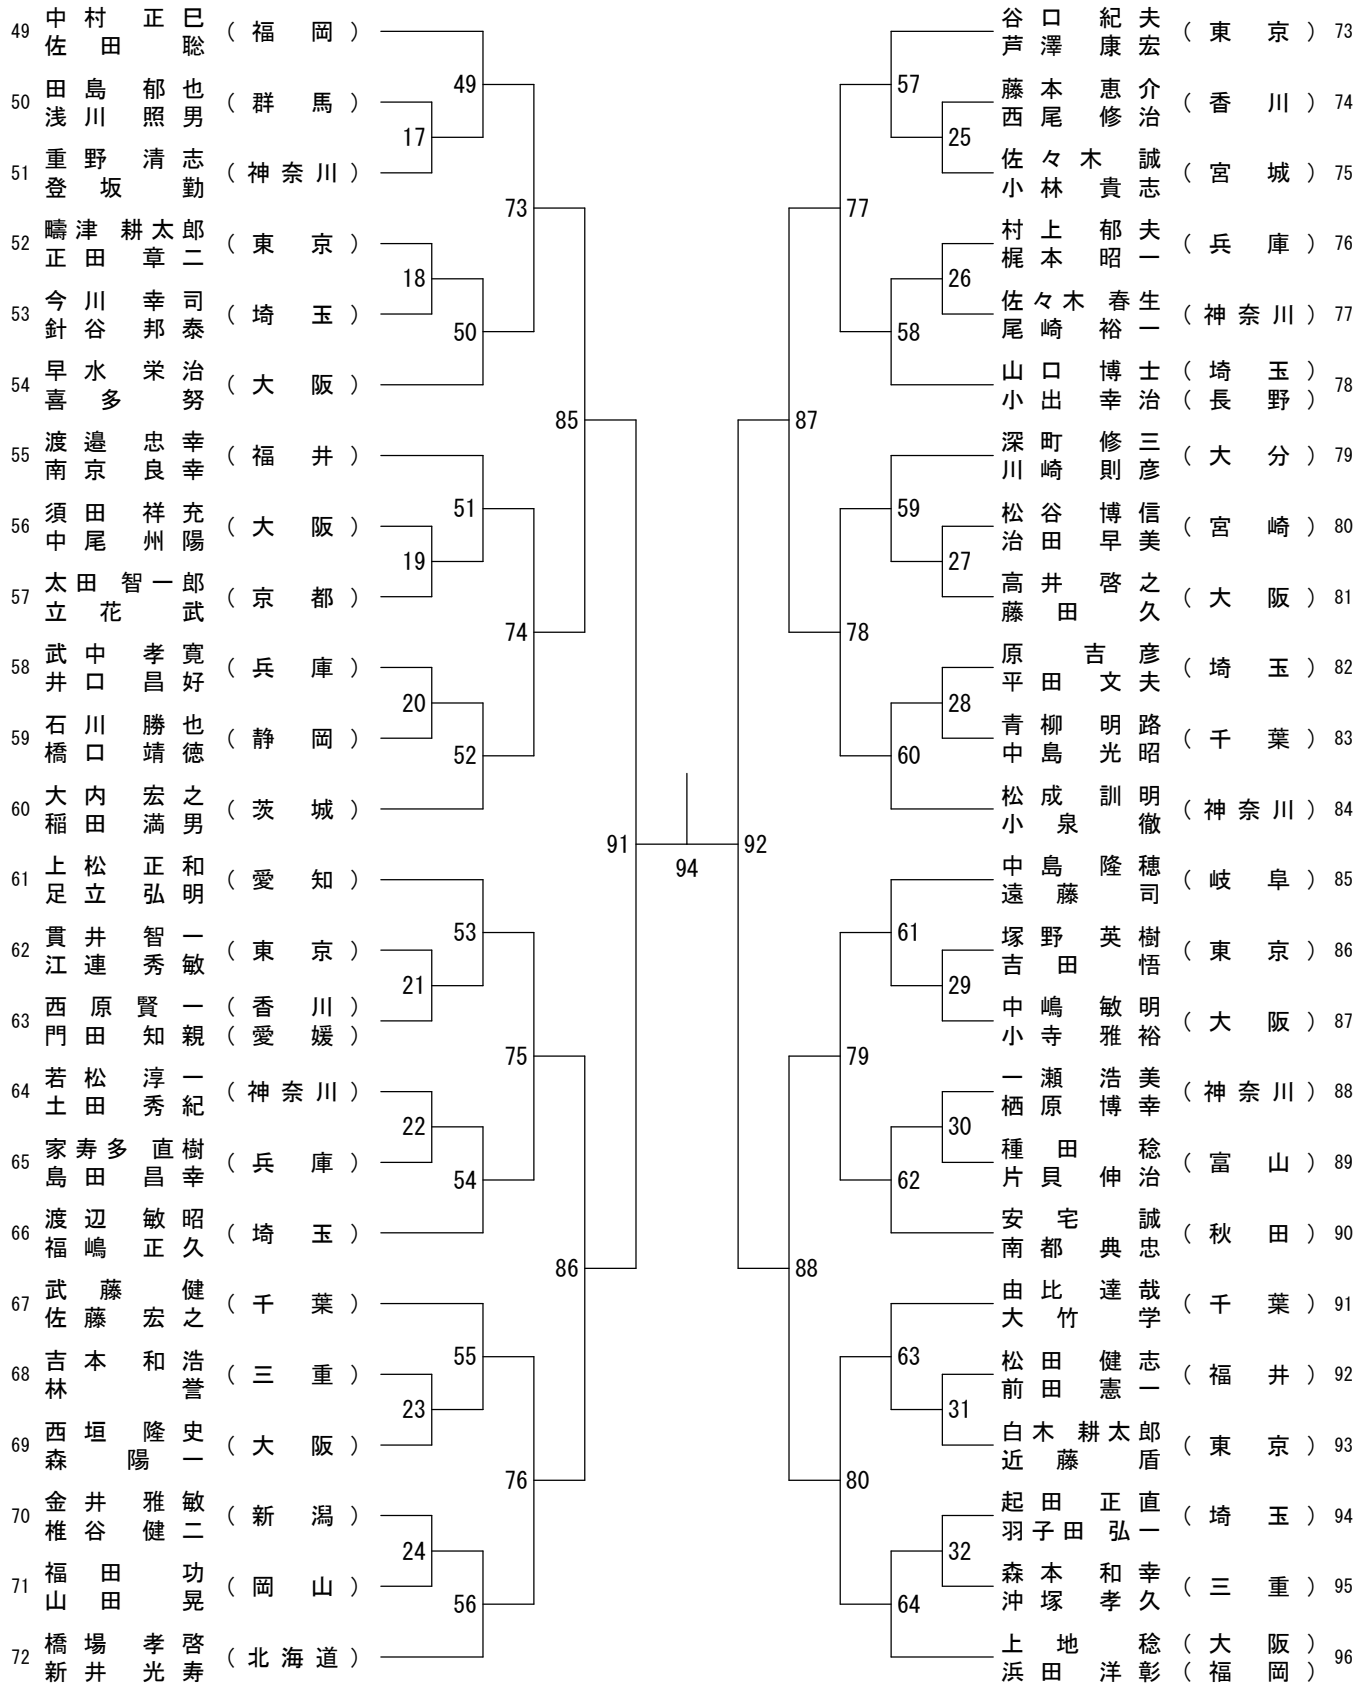 49 中村 正巳 (福岡)
佐田 聡
50 田島 郁也 (群馬)
浅川 照男
51 重野 清志 (神奈川)
登坂 勤
52 疇津 耕太郎 (東京)
正田 章二
53 今川 幸司 (埼玉)
針谷 邦泰
54 早水 栄治 (大阪)
喜多 努
55 渡邉 忠幸 (福井)
南京 良幸
56 須田 祥充 (大阪)
中尾 州陽
57 太田 智一郎 (京都)
立花 武
58 武中 孝寛 (兵庫)
井口 昌好
59 石川 勝也 (静岡)
橋口 靖徳
60 大内 宏之 (茨城)
稲田 満男
61 上松 正和 (愛知)
足立 弘明
62 貫井 智一 (東京)
江連 秀敏
63 西原 賢一 (香川)
門田 知親 (愛媛)
64 若松 淳一 (神奈川)
土田 秀紀
65 家寿多 直樹 (兵庫)
島田 昌幸
66 渡辺 敏昭 (埼玉)
福嶋 正久
67 武藤 健 (千葉)
佐藤 宏之
68 吉本 和浩 (三重)
林 誉
69 西垣 隆史 (大阪)
森 陽一
70 金井 雅敏 (新潟)
椎谷 健二
71 福田 功 (岡山)
山田 晃
72 橋場 孝啓 (北海道)
新井 光寿
17
18
19
20
21
22
23
24
49
50
51
52
53
54
55
56
73
74
75
76
85
86
91
94
92
87
88
77
78
79
80
57
58
59
60
61
62
63
64
25
26
27
28
29
30
31
32
谷口 紀夫 (東京) 73
芦澤 康宏
藤本 恵介 (香川) 74
西尾 修治
佐々木 誠 (宮城) 75
小林 貴志
村上 郁夫 (兵庫) 76
梶本 昭一
佐々木 春生 (神奈川) 77
尾崎 裕一
山口 博士 (埼玉) 78
小出 幸治 (長野)
深町 修三 (大分) 79
川崎 則彦
松谷 博信 (宮崎) 80
治田 早美
高井 啓之 (大阪) 81
藤田 久
原 吉彦 (埼玉) 82
平田 文夫
青柳 明路 (千葉) 83
中島 光昭
松成 訓明 (神奈川) 84
小泉 徹
中島 隆穂 (岐阜) 85
遠藤 司
塚野 英樹 (東京) 86
吉田 悟
中嶋 敏明 (大阪) 87
小寺 雅裕
一瀬 浩美 (神奈川) 88
栖原 博幸
種田 稔 (富山) 89
片貝 伸治
安宅 誠 (秋田) 90
南都 典忠
由比 達哉 (千葉) 91
大竹 学
松田 健志 (福井) 92
前田 憲一
白木 耕太郎 (東京) 93
近藤 盾
起田 正直 (埼玉) 94
羽子田 弘一
森本 和幸 (三重) 95
沖塚 孝久
上地 稔 (大阪) 96
浜田 洋彰 (福岡)